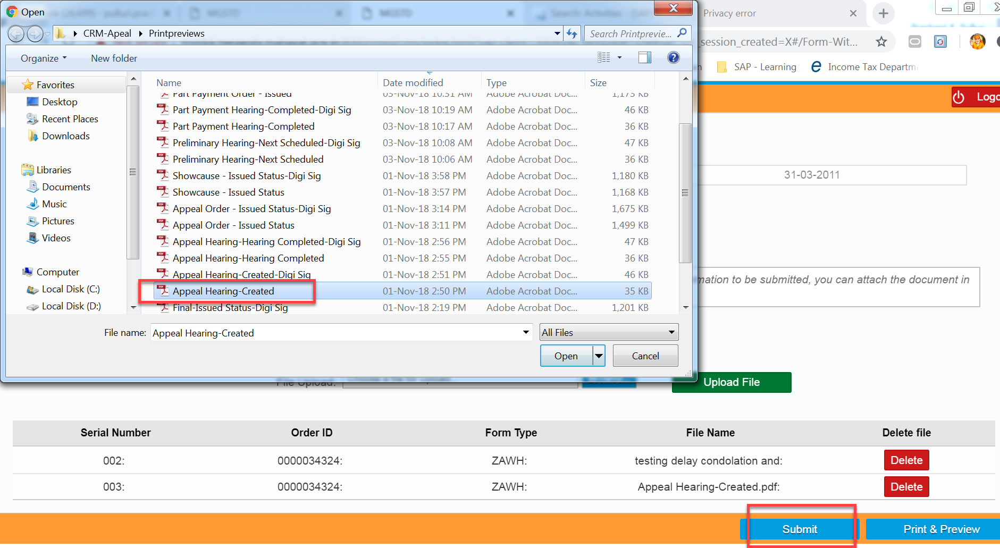 Open
MGSTD
MGSTD
Search Activities - [SAP]
Privacy error
CRM-Apeal Printpreviews
Search Printprevie...
_session_created=X#/Form-Wit...
Organize
New folder
SAP - Learning
Income Tax Departm
Favorites
Desktop
Recent Places
Downloads
Libraries
Documents
Music
Pictures
Videos
Computer
Local Disk (C:)
Local Disk (D:)
Name Date modified Type Size
Part Payment Order - Issued 03-Nov-18 10:31 AM Adobe Acrobat Doc... 1,173 KB
Part Payment Hearing-Completed-Digi Sig 03-Nov-18 10:19 AM Adobe Acrobat Doc... 46 KB
Part Payment Hearing-Completed 03-Nov-18 10:17 AM Adobe Acrobat Doc... 36 KB
Preliminary Hearing-Next Scheduled-Digi Sig 03-Nov-18 10:08 AM Adobe Acrobat Doc... 47 KB
Preliminary Hearing-Next Scheduled 03-Nov-18 10:06 AM Adobe Acrobat Doc... 36 KB
Showcause - Issued Status-Digi Sig 01-Nov-18 3:58 PM Adobe Acrobat Doc... 1,180 KB
Showcause - Issued Status 01-Nov-18 3:57 PM Adobe Acrobat Doc... 1,168 KB
Appeal Order - Issued Status-Digi Sig 01-Nov-18 3:14 PM Adobe Acrobat Doc... 1,675 KB
Appeal Order - Issued Status 01-Nov-18 3:11 PM Adobe Acrobat Doc... 1,499 KB
Appeal Hearing-Hearing Completed-Digi Sig 01-Nov-18 2:56 PM Adobe Acrobat Doc... 47 KB
Appeal Hearing-Hearing Completed 01-Nov-18 2:55 PM Adobe Acrobat Doc... 36 KB
Appeal Hearing-Created-Digi Sig 01-Nov-18 2:51 PM Adobe Acrobat Doc... 46 KB
Appeal Hearing-Created 01-Nov-18 2:50 PM Adobe Acrobat Doc... 35 KB
Final-Issued Status-Digi Sig 01-Nov-18 2:19 PM Adobe Acrobat Doc... 1,201 KB
File name: Appeal Hearing-Created
All Files
Open
Cancel
Logo
31-03-2011
mation to be submitted, you can attach the document in
File Upload:
Upload File
Serial Number Order ID Form Type File Name Delete file
002: 0000034324: ZAWH: testing delay condolation and: Delete
003: 0000034324: ZAWH: Appeal Hearing-Created.pdf: Delete
Submit
Print & Preview